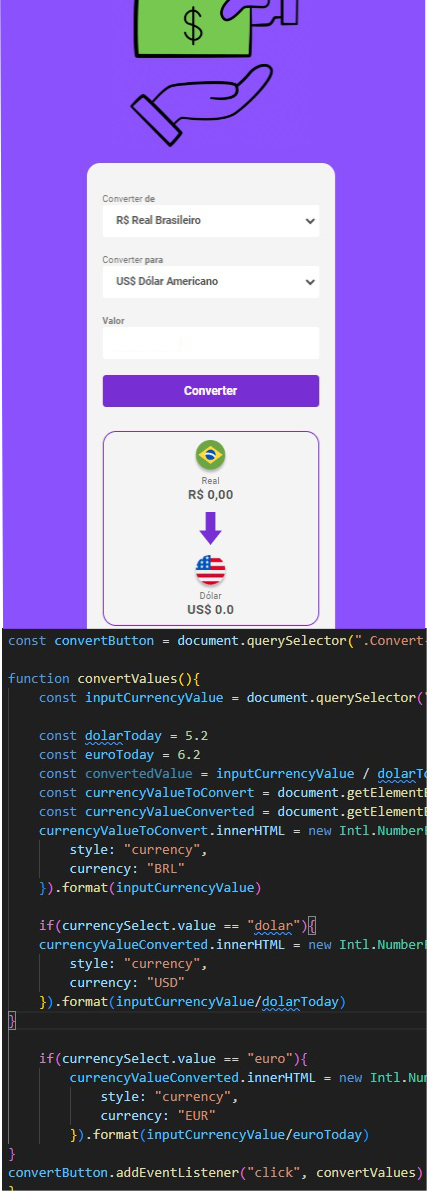 $
Converter de
R$ Real Brasileiro
Converter para
US$ Dólar Americano
Valor
Converter
Real
R$ 0,00
Dólar
US$ 0.0
const convertButton = document.querySelector(".Convert-
function convertValues(){
const inputCurrencyValue = document.querySelector("
const dolarToday = 5.2
const euroToday = 6.2
const convertedValue = inputCurrencyValue / dolarTo
const currencyValueToConvert = document.getElement
const currencyValueConverted = document.getElement
currencyValueToConvert.innerHTML = new Intl.Number
style: "currency",
currency: "BRL"
}).format(inputCurrencyValue)
if(currencySelect.value == "dolar"){
currencyValueConverted.innerHTML = new Intl.Number
style: "currency",
currency: "USD"
}).format(inputCurrencyValue/dolarToday)
}
if(currencySelect.value == "euro"){
currencyValueConverted.innerHTML = new Intl.Nu
style: "currency",
currency: "EUR"
}).format(inputCurrencyValue/euroToday)
}
convertButton.addEventListener("click", convertValues)